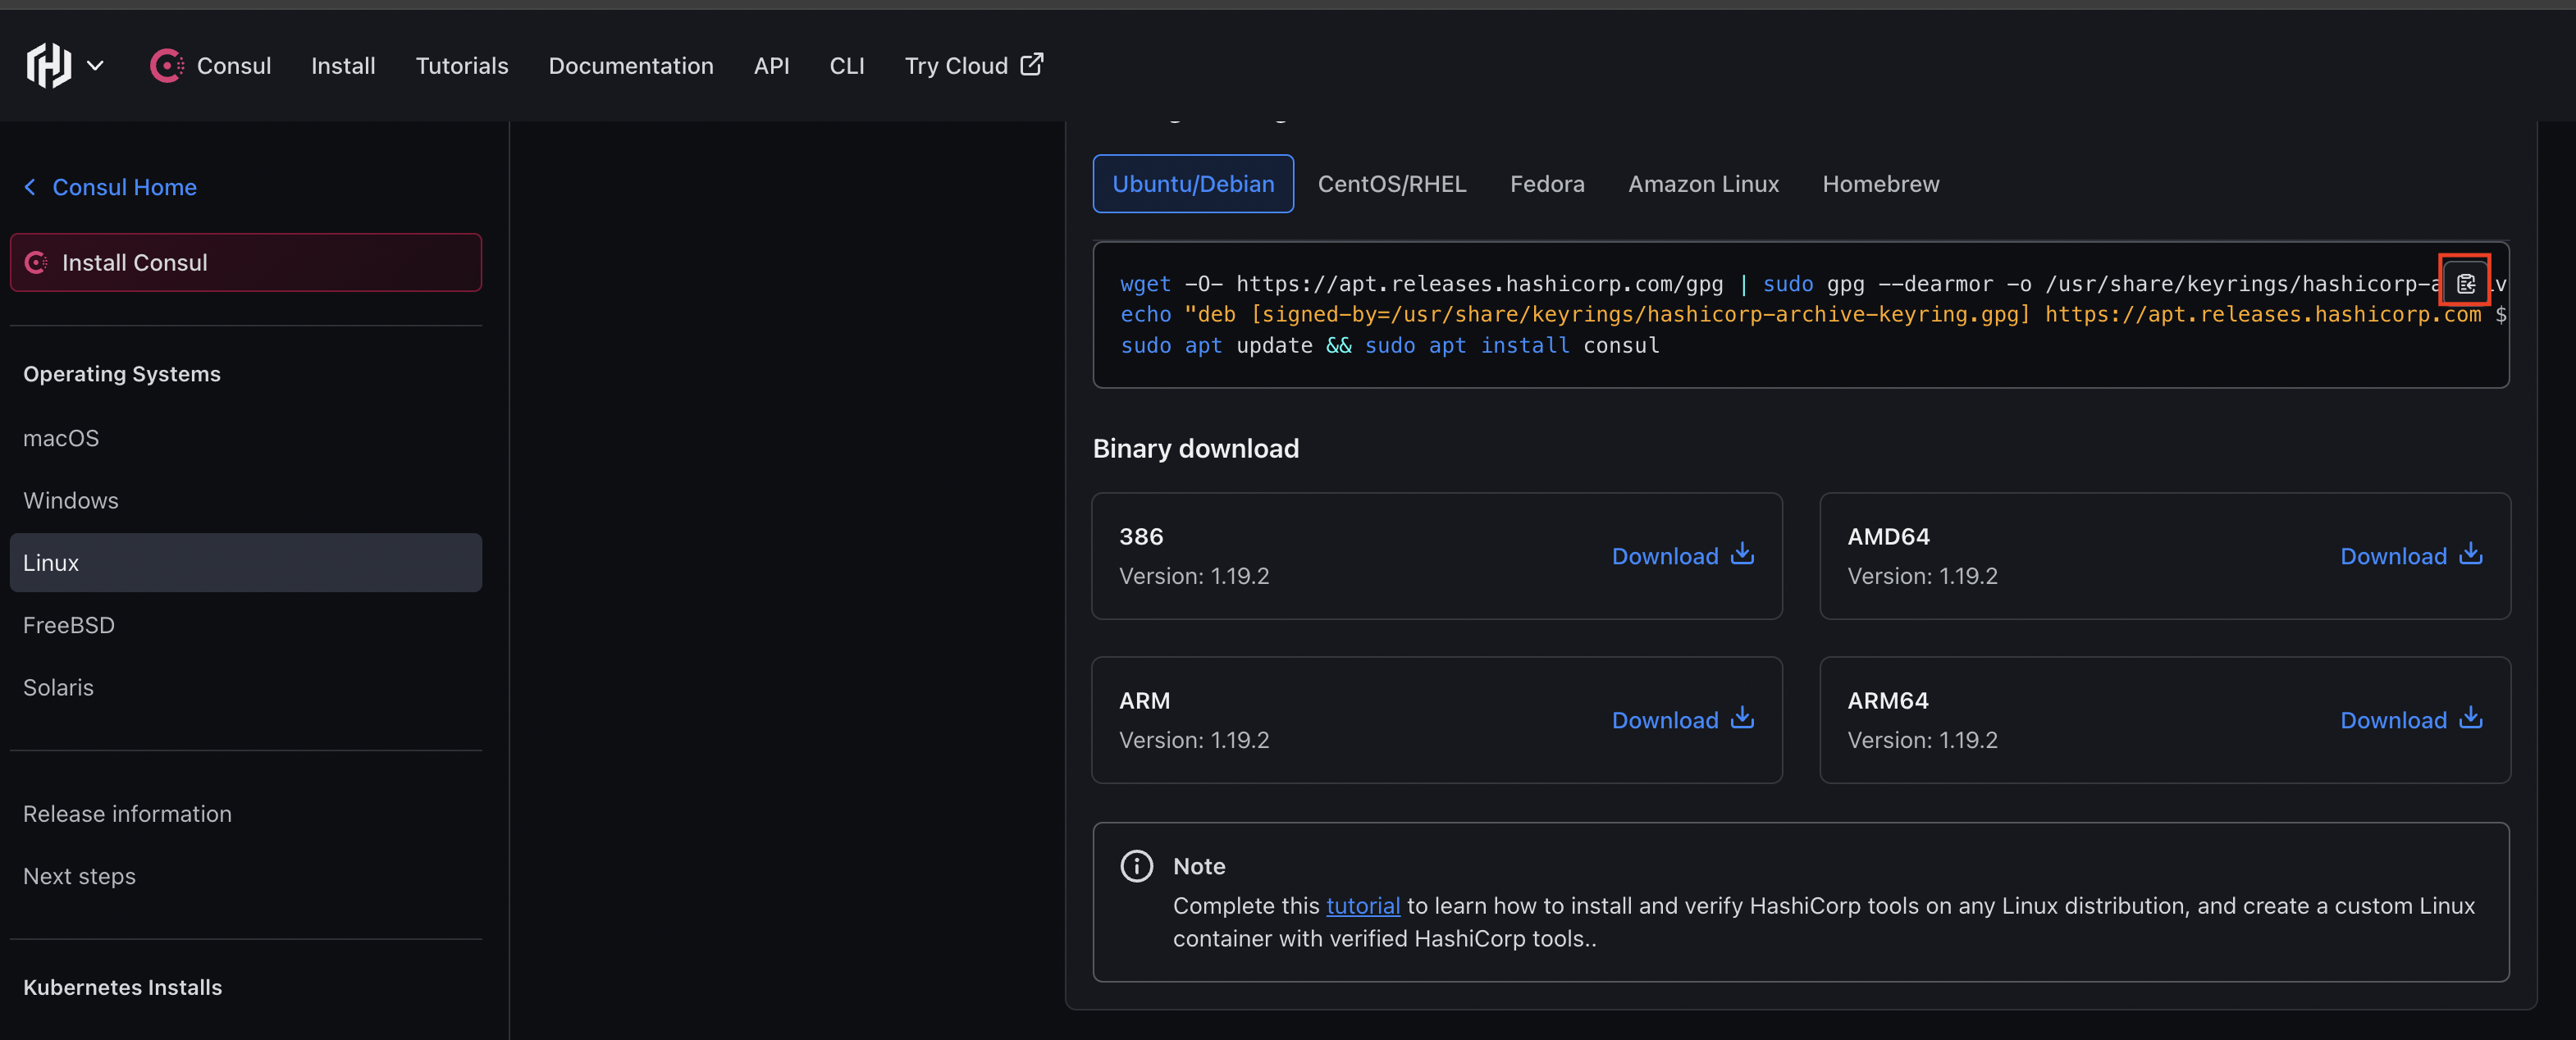 Consul
Install
Tutorials
Documentation
API
CLI
Try Cloud
Consul Home
Install Consul
Operating Systems
macOS
Windows
Linux
FreeBSD
Solaris
Release information
Next steps
Kubernetes Installs
Ubuntu/Debian
CentOS/RHEL
Fedora
Amazon Linux
Homebrew
wget -O- https://apt.releases.hashicorp.com/gpg | sudo gpg --dearmor -o /usr/share/keyrings/hashicorp-a
echo "deb [signed-by=/usr/share/keyrings/hashicorp-archive-keyring.gpg] https://apt.releases.hashicorp.com $
sudo apt update && sudo apt install consul
Binary download
386
Version: 1.19.2
Download
AMD64
Version: 1.19.2
Download
ARM
Version: 1.19.2
Download
ARM64
Version: 1.19.2
Download
Note
Complete this tutorial to learn how to install and verify HashiCorp tools on any Linux distribution, and create a custom Linux
container with verified HashiCorp tools..